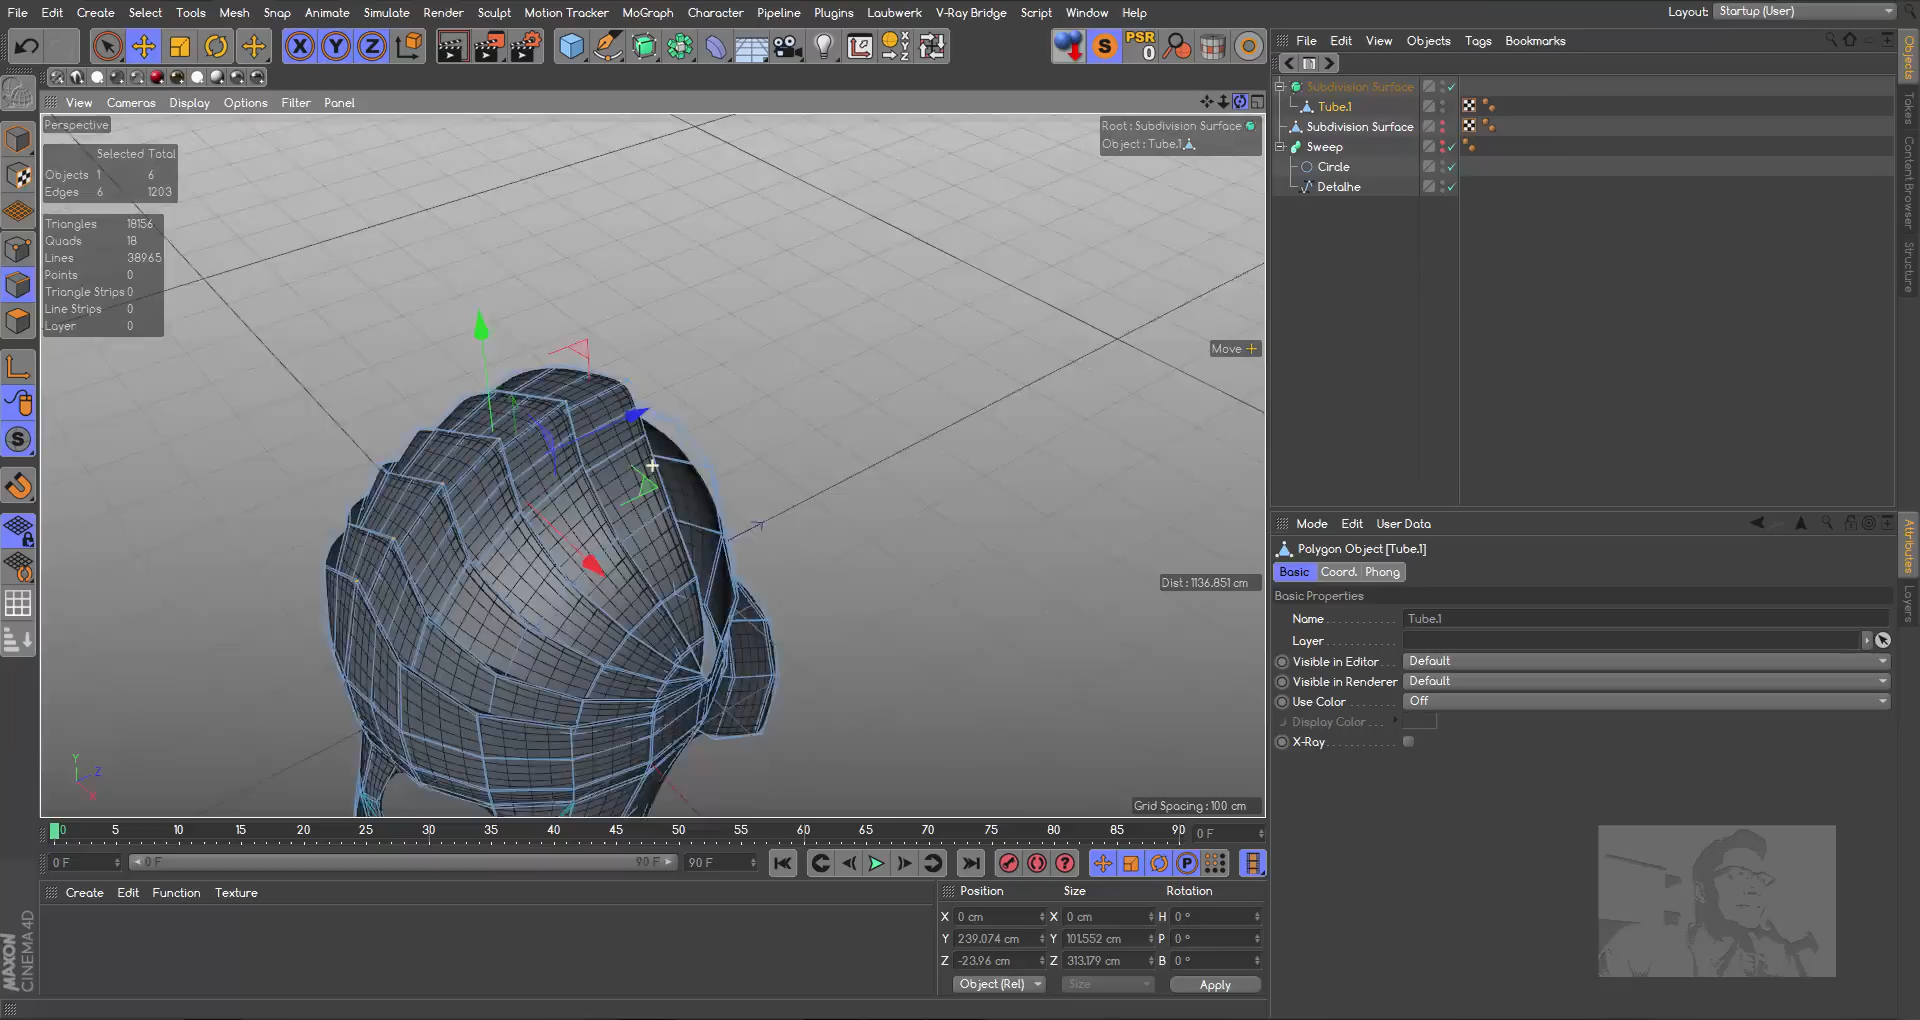 File Edit Create Select Tools Mesh Snap Animate Simulate Render Sculpt Motion Tracker MoGraph Character Pipeline Plugins Laubwerk V-Ray Bridge Script Window Help
Layout: Startup (User)
X Y Z
S PSR 0
File Edit View Objects Tags Bookmarks
View Cameras Display Options Filter Panel
Perspective
Root : Subdivision Surface
Object : Tube.1
Selected Total
Objects 1 6
Edges 6 1203
Triangles 18156
Quads 18
Lines 38965
Points 0
Triangle Strips 0
Line Strips 0
Layer 0
Subdivision Surface
Tube.1
Subdivision Surface
Sweep
Circle
Detalhe
Objects
Takes
Content Browser
Structure
Move
Dist : 1136.851 cm
Grid Spacing : 100 cm
Y
Z
X
S
Mode Edit User Data
Polygon Object [Tube.1]
Basic Coord. Phong
Basic Properties
Name Tube.1
Layer
Visible in Editor Default
Visible in Renderer Default
Use Color Off
Display Color
X-Ray
Attributes
Layers
0 5 10 15 20 25 30 35 40 45 50 55 60 65 70 75 80 85 90 0 F
0 F 0 F 90 F 90 F
P
Create Edit Function Texture
Position Size Rotation
X 0 cm X 0 cm H 0 °
Y 239.074 cm Y 101.552 cm P 0 °
Z -23.96 cm Z 313.179 cm B 0 °
Object (Rel) Size Apply
MAXON
CINEMA4D